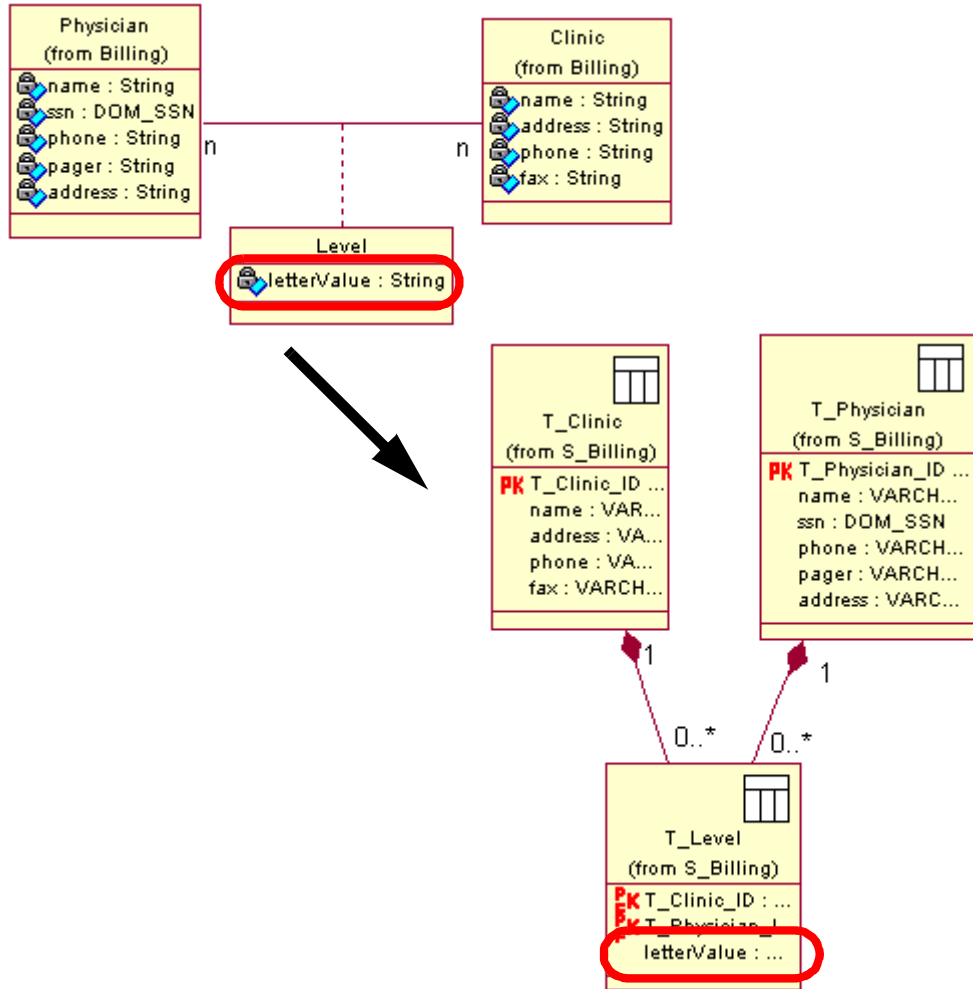 Physician
(from Billing)
name : String
ssn : DOM_SSN
phone : String
pager : String
address : String
n
n
Clinic
(from Billing)
name : String
address : String
phone : String
fax : String
Level
letterValue : String
T_Clinic
(from S_Billing)
PK T_Clinic_ID ...
name : VAR...
address : VA...
phone : VA...
fax : VARCH...
1
T_Physician
(from S_Billing)
PK T_Physician_ID ...
name : VARCH...
ssn : DOM_SSN
phone : VARCH...
pager : VARCH...
address : VARC...
1
0..*
0..*
T_Level
(from S_Billing)
T_Clinic_ID : ...
T_Physician_I...
letterValue : ...